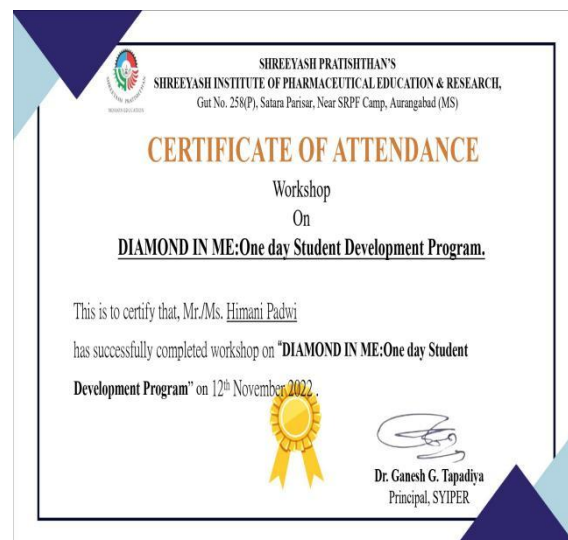 SHREEYASH PRATISHTHAN'S
SHREEYASH INSTITUTE OF PHARMACEUTICAL EDUCATION & RESEARCH,
Gut No. 258(P), Satara Parisar, Near SRPF Camp, Aurangabad (MS)
CERTIFICATE OF ATTENDANCE
Workshop
On
DIAMOND IN ME:One day Student Development Program.
This is to certify that, Mr./Ms. Himani Padwi
has successfully completed workshop on "DIAMOND IN ME:One day Student
Development Program" on 12th November 2022 .
Dr. Ganesh G. Tapadiya
Principal, SYIPER